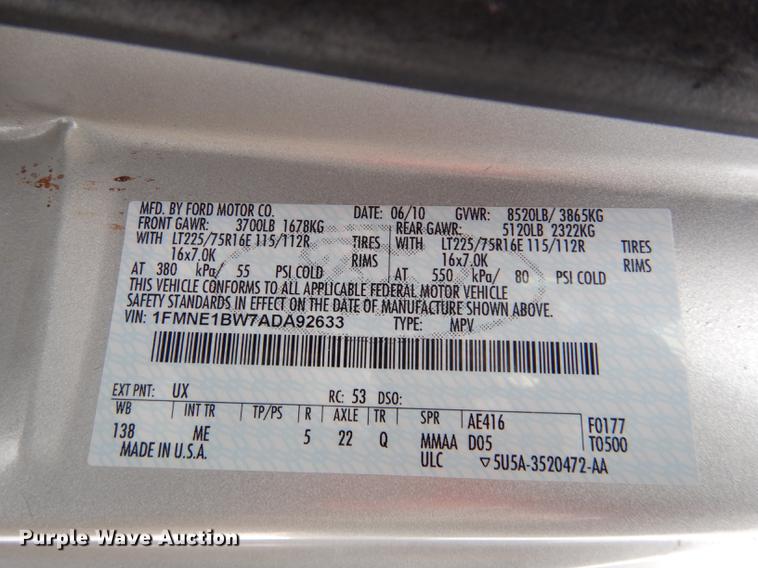 MFD. BY FORD MOTOR CO. DATE: 06/10 GVWR: 8520LB/ 3865KG
FRONT GAWR: 3700LB 1678KG REAR GAWR: 5120LB 2322KG
WITH LT225/75R16E 115/112R TIRES WITH LT225/75R16E 115/112R TIRES
16x7.0K RIMS 16x7.0K RIMS
AT 380 kPa/ 55 PSI COLD AT 550 kPa/ 80 PSI COLD
THIS VEHICLE CONFORMS TO ALL APPLICABLE FEDERAL MOTOR VEHICLE
SAFETY STANDARDS IN EFFECT ON THE DATE OF MANUFACTURE SHOWN ABOVE.
VIN: 1FMNE1BW7ADA92633 TYPE: MPV
EXT PNT: UX RC: 53 DSO:
WB INT TR TP/PS R AXLE TR SPR AE416 F0177
138 ME 5 22 Q MMAA D05 T0500
MADE IN U.S.A. ULC ▽5U5A-3520472-AA
Purple Wave Auction